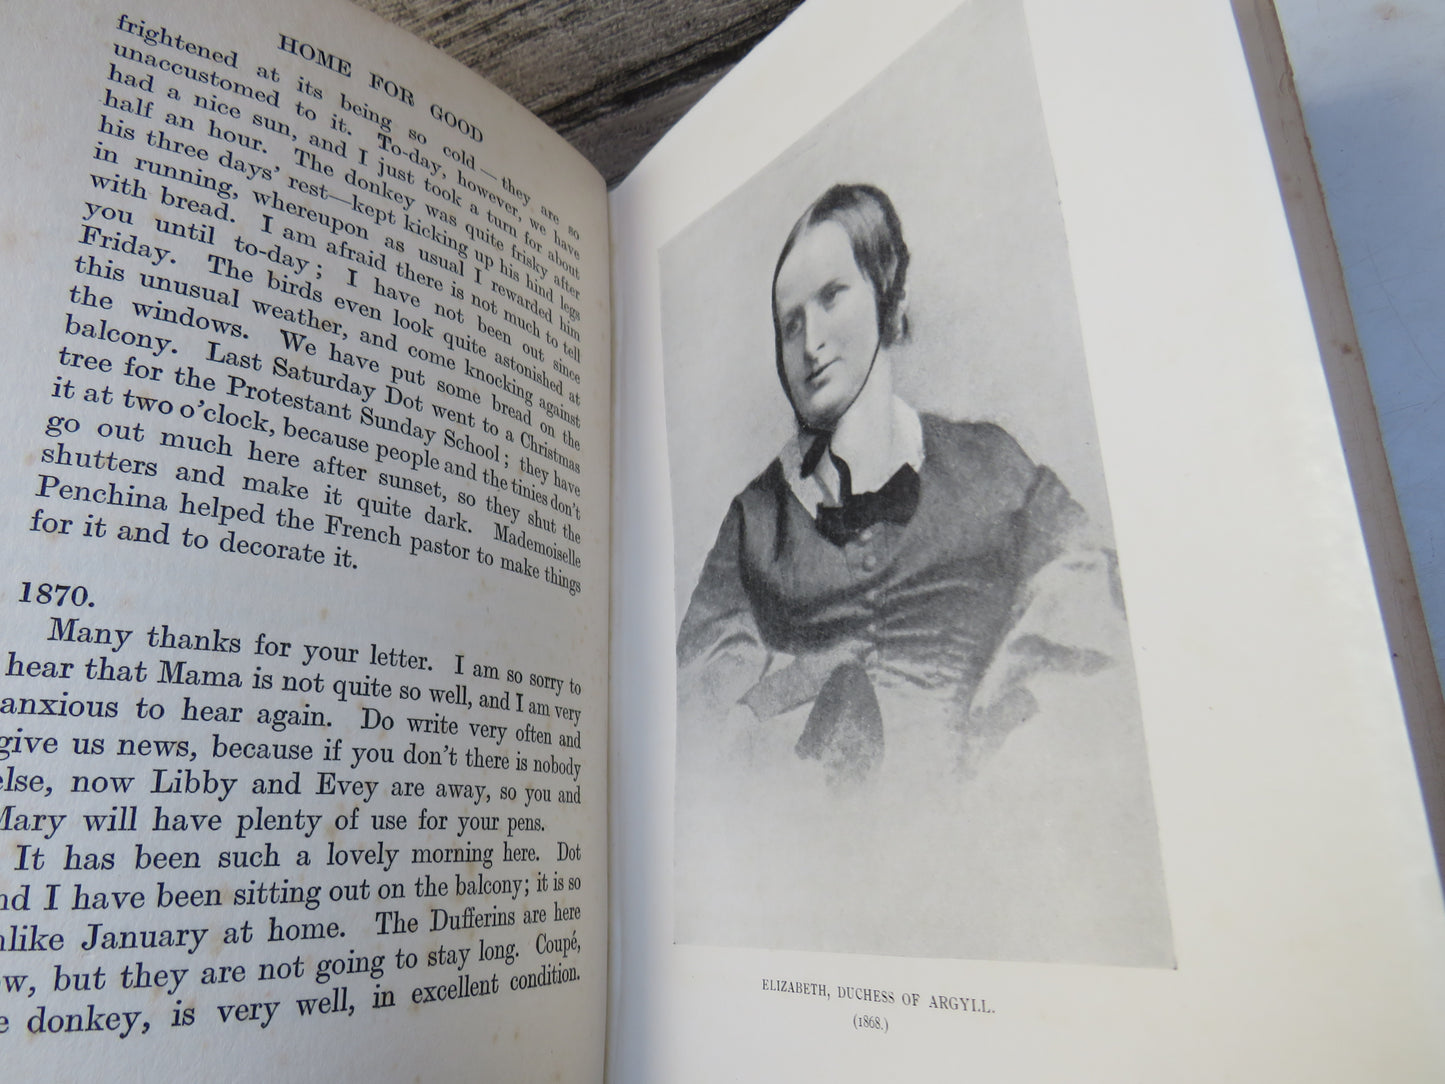 HOME FOR GOOD
frightened at its being so cold—they are so
unaccustomed to it. To-day, however, we have
had a nice sun, and I just took a turn for about
half an hour. The donkey was quite frisky after
his three days' rest—kept kicking up his hind legs
in running, whereupon as usual I rewarded him
with bread. I am afraid there is not much to tell
you until to-day; I have not been out since
Friday. The birds even look quite astonished at
this unusual weather, and come knocking against
the windows. We have put some bread on the
balcony. Last Saturday Dot went to a Christmas
tree for the Protestant Sunday School; they have
it at two o'clock, because people and the tinies don't
go out much here after sunset, so they shut the
shutters and make it quite dark. Mademoiselle
Penchina helped the French pastor to make things
for it and to decorate it.
1870.
Many thanks for your letter. I am so sorry to
hear that Mama is not quite so well, and I am very
anxious to hear again. Do write very often and
give us news, because if you don't there is nobody
else, now Libby and Evey are away, so you and
Mary will have plenty of use for your pens.
It has been such a lovely morning here. Dot
nd I have been sitting out on the balcony; it is so
nlike January at home. The Dufferins are here
ow, but they are not going to stay long. Coupé,
e donkey, is very well, in excellent condition.
ELIZABETH, DUCHESS OF ARGYLL.
(1868.)